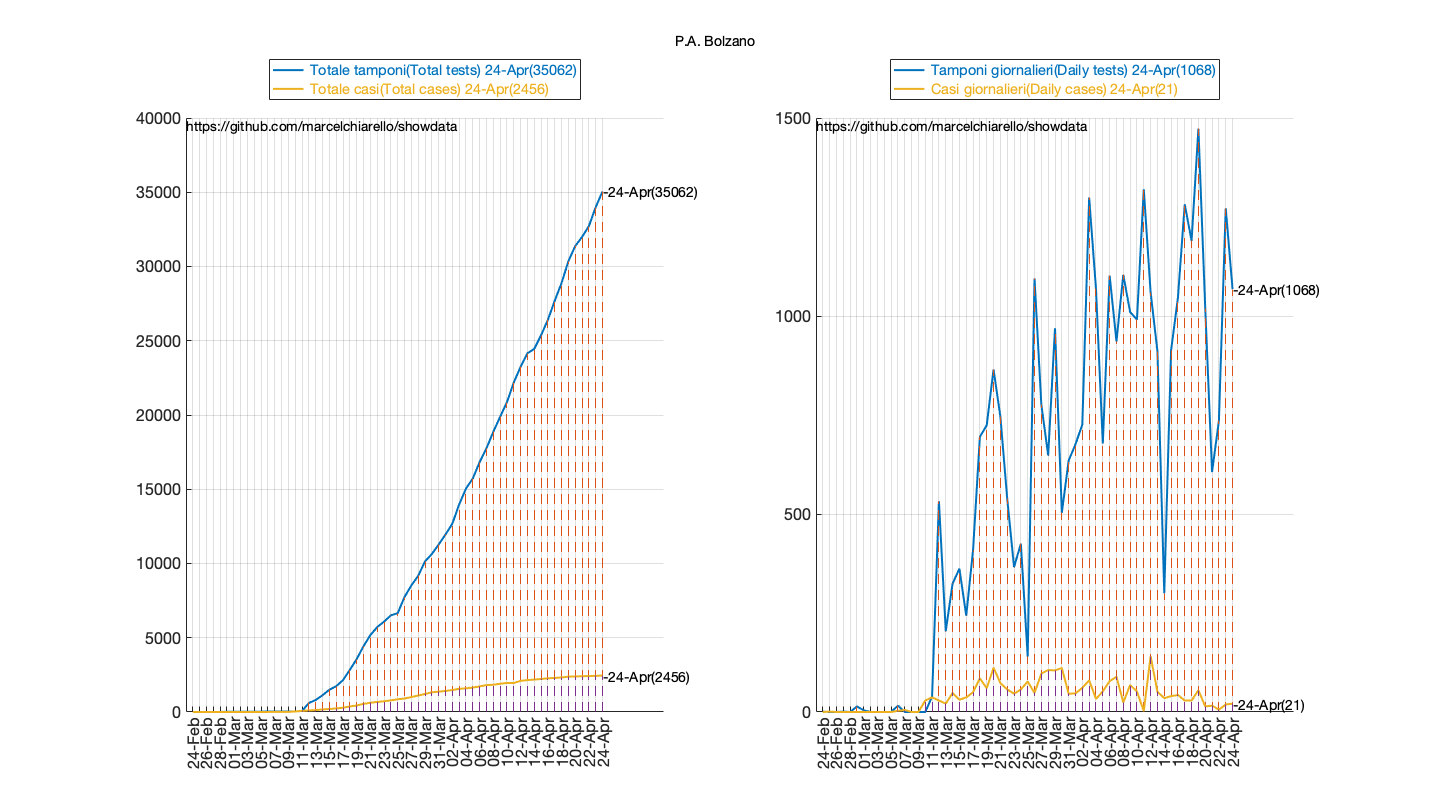 P.A. Bolzano
Totale tamponi(Total tests) 24-Apr(35062)
Totale casi(Total cases) 24-Apr(2456)
https://github.com/marcelchiarello/showdata
40000
35000
30000
25000
20000
15000
10000
5000
0
-24-Apr(35062)
-24-Apr(2456)
24-Feb
26-Feb
28-Feb
01-Mar
03-Mar
05-Mar
07-Mar
09-Mar
11-Mar
13-Mar
15-Mar
17-Mar
19-Mar
21-Mar
23-Mar
25-Mar
27-Mar
29-Mar
31-Mar
02-Apr
04-Apr
06-Apr
08-Apr
10-Apr
12-Apr
14-Apr
16-Apr
18-Apr
20-Apr
22-Apr
24-Apr
Tamponi giornalieri(Daily tests) 24-Apr(1068)
Casi giornalieri(Daily cases) 24-Apr(21)
https://github.com/marcelchiarello/showdata
1500
1000
500
0
-24-Apr(1068)
-24-Apr(21)
24-Feb
26-Feb
28-Feb
01-Mar
03-Mar
05-Mar
07-Mar
09-Mar
11-Mar
13-Mar
15-Mar
17-Mar
19-Mar
21-Mar
23-Mar
25-Mar
27-Mar
29-Mar
31-Mar
02-Apr
04-Apr
06-Apr
08-Apr
10-Apr
12-Apr
14-Apr
16-Apr
18-Apr
20-Apr
22-Apr
24-Apr